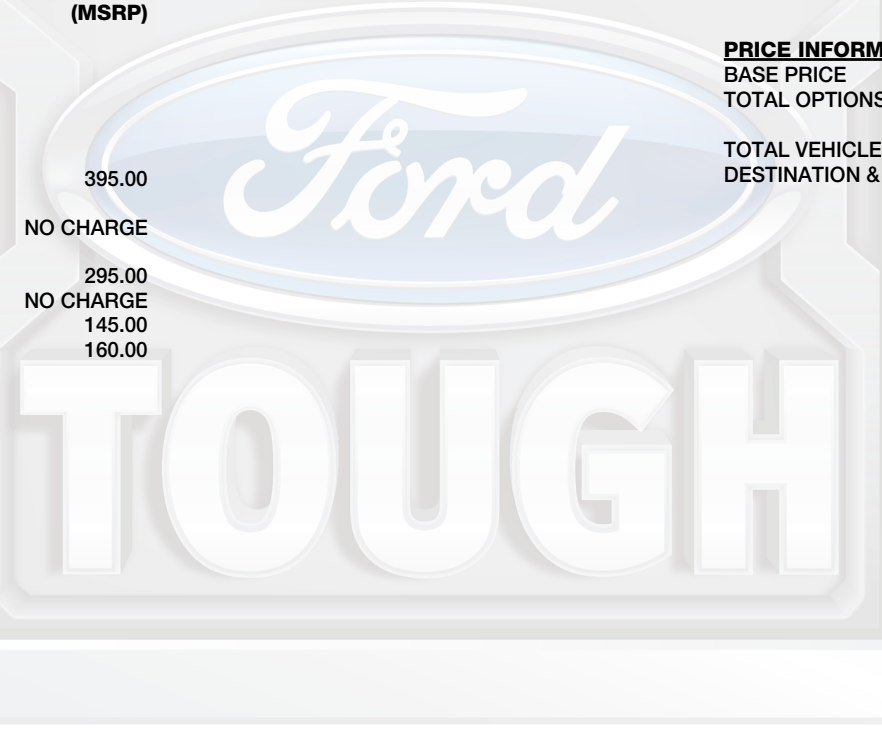 (MSRP)
395.00
NO CHARGE
295.00
NO CHARGE
145.00
160.00
PRICE INFORM
BASE PRICE
TOTAL OPTIONS
TOTAL VEHICLE
DESTINATION &
Ford
TOUGH